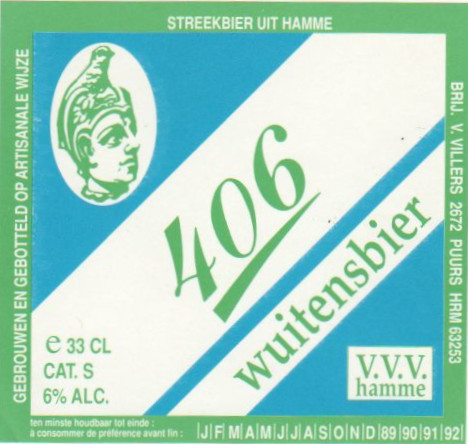 STREEKBIER UIT HAMME
GEBROUWEN EN GEBOTTELD OP ARTISANALE WIJZE
406
wuitensbier
BRIJ. V. VILLERS 2672 PUURS HRM 63253
e 33 CL
CAT. S
6% ALC.
V.V.V.
hamme
ten minste houdbaar tot einde :
à consommer de préférence avant fin :
|J|F|M|A|M|J|J|A|S|O|N|D|89|90|91|92|